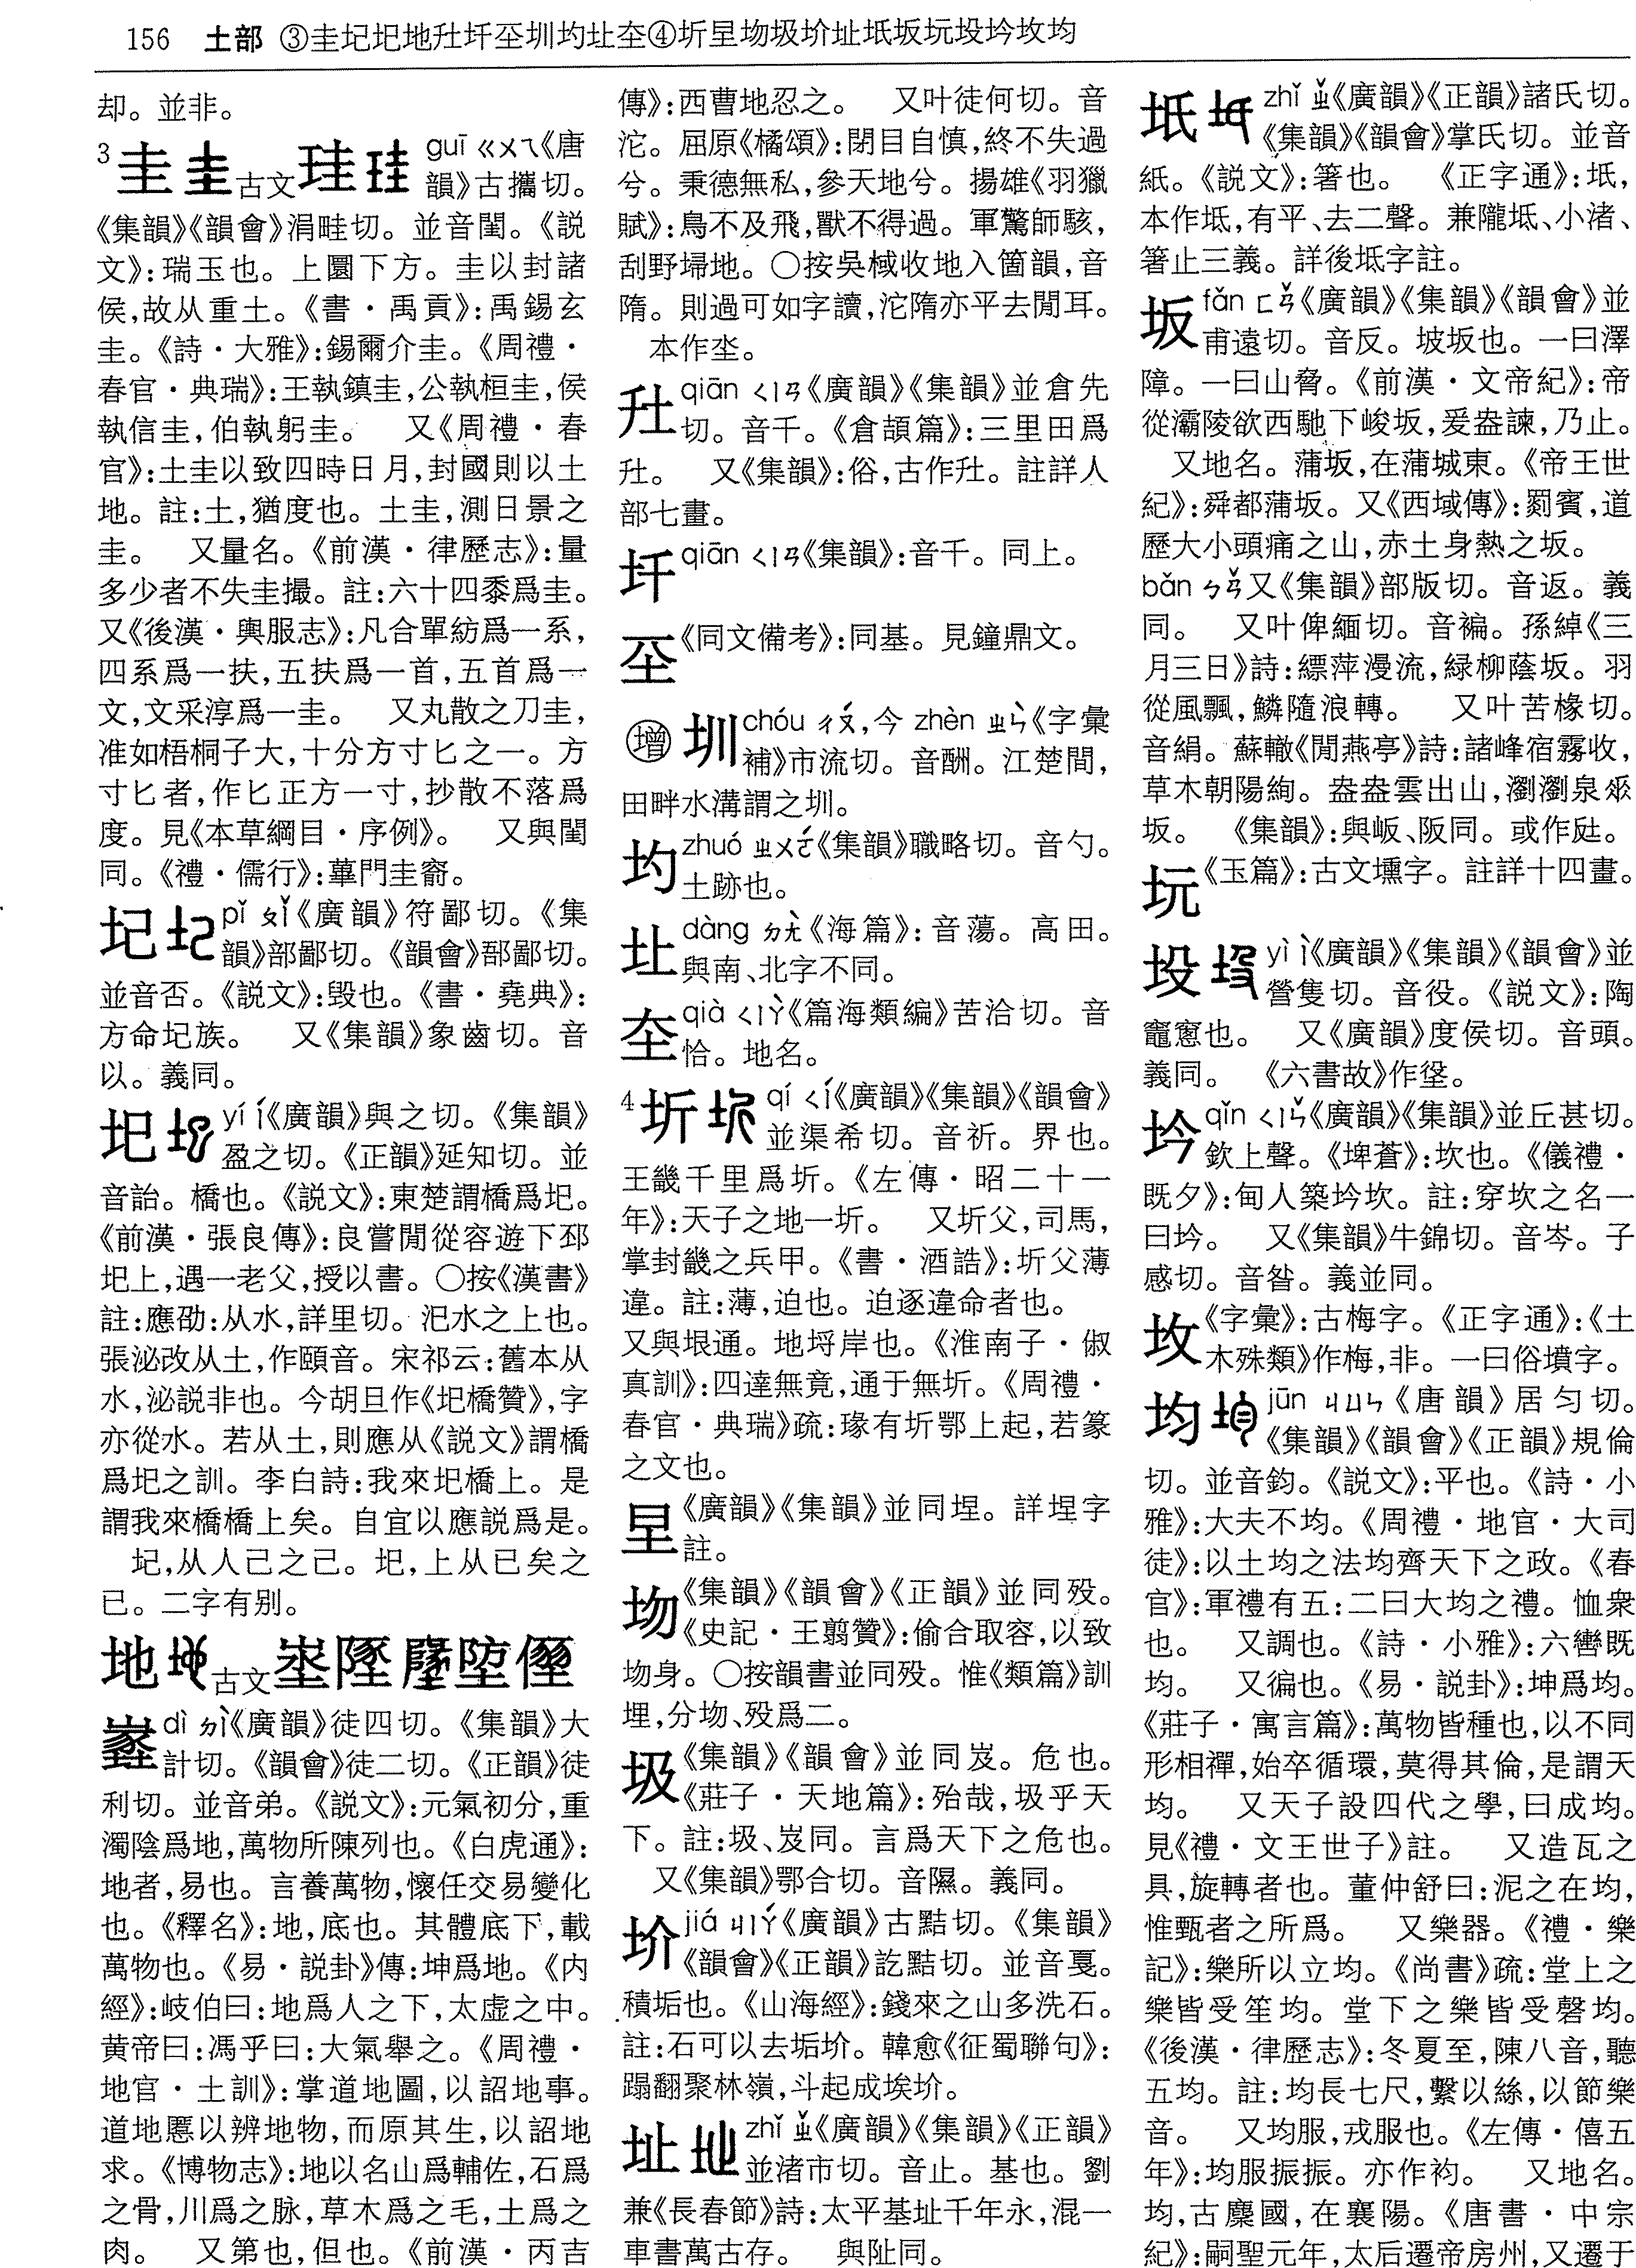 156 土部 ③圭圮圯地圱圲坖圳圴圵坴④圻坕坄圾圿址坁坂玩坄坅坆均
却。並非。
3 圭 古文 珪 guī ㄍㄨㄟ《唐
韻》古攜切。
《集韻》《韻會》涓畦切。並音閨。《説
文》:瑞玉也。上圜下方。圭以封諸
侯,故从重土。《書·禹貢》:禹錫玄
圭。《詩·大雅》:錫爾介圭。《周禮·
春官·典瑞》:王執鎮圭,公執桓圭,侯
執信圭,伯執躬圭。 又《周禮·春
官》:土圭以致四時日月,封國則以土
地。註:土,猶度也。土圭,測日景之
圭。 又量名。《前漢·律歷志》:量
多少者不失圭撮。註:六十四黍爲圭。
又《後漢·輿服志》:凡合單紡爲一系,
四系爲一扶,五扶爲一首,五首爲一
文,文采淳爲一圭。 又丸散之刀圭,
准如梧桐子大,十分方寸匕之一。方
寸匕者,作匕正方一寸,抄散不落爲
度。見《本草綱目·序例》。 又與閨
同。《禮·儒行》:蓽門圭窬。
圮 pǐ ㄆㄧˇ《廣韻》符鄙切。《集
韻》部鄙切。《韻會》部鄙切。
並音否。《説文》:毀也。《書·堯典》:
方命圮族。 又《集韻》象齒切。音
以。義同。
圯 yí ㄧˊ《廣韻》與之切。《集韻》
盈之切。《正韻》延知切。並
音詒。橋也。《説文》:東楚謂橋爲圯。
《前漢·張良傳》:良嘗閒從容遊下邳
圯上,遇一老父,授以書。○按《漢書》
註:應劭:从水,詳里切。汜水之上也。
張泌改从土,作頤音。宋祁云:舊本从
水,泌説非也。今胡旦作《圯橋贊》,字
亦從水。若从土,則應从《説文》謂橋
爲圯之訓。李白詩:我來圯橋上。是
謂我來橋橋上矣。自宜以應説爲是。
圮,从人己之己。圯,上从已矣之
已。二字有别。
地 古文
dì ㄉㄧˋ《廣韻》徒四切。《集韻》大
計切。《韻會》徒二切。《正韻》徒
利切。並音弟。《説文》:元氣初分,重
濁陰爲地,萬物所陳列也。《白虎通》:
地者,易也。言養萬物,懷任交易變化
也。《釋名》:地,底也。其體底下,載
萬物也。《易·説卦》傳:坤爲地。《内
經》:岐伯曰:地爲人之下,太虚之中。
黄帝曰:馮乎曰:大氣舉之。《周禮·
地官·土訓》:掌道地圖,以詔地事。
道地慝以辨地物,而原其生,以詔地
求。《博物志》:地以名山爲輔佐,石爲
之骨,川爲之脉,草木爲之毛,土爲之
肉。 又第也,但也。《前漢·丙吉
傳》:西曹地忍之。 又叶徒何切。音
沱。屈原《橘頌》:閉目自慎,終不失過
兮。秉德無私,參天地兮。揚雄《羽獵
賦》:鳥不及飛,獸不得過。軍驚師駭,
刮野埽地。○按吳棫收地入箇韻,音
隋。則過可如字讀,沱隋亦平去閒耳。
本作坔。
圱 qiān ㄑㄧㄢ《廣韻》《集韻》並倉先
切。音千。《倉頡篇》:三里田爲
圱。 又《集韻》:俗,古作圱。註詳人
部七畫。
圲 qiān ㄑㄧㄢ《集韻》:音千。同上。
《同文備考》:同基。見鐘鼎文。
增 圳 chóu ㄔㄡˊ,今 zhèn ㄓㄣˋ《字彙
補》市流切。音酬。江楚間,
田畔水溝謂之圳。
圴 zhuó ㄓㄨㄛˊ《集韻》職略切。音勺。
土跡也。
圵 dàng ㄉㄤˋ《海篇》:音蕩。高田。
與南、北字不同。
qià ㄑㄧㄚˋ《篇海類編》苦洽切。音
恰。地名。
4 圻 qí ㄑㄧˊ《廣韻》《集韻》《韻會》
並渠希切。音祈。界也。
王畿千里爲圻。《左傳·昭二十一
年》:天子之地一圻。 又圻父,司馬,
掌封畿之兵甲。《書·酒誥》:圻父薄
違。註:薄,迫也。迫逐違命者也。
又與垠通。地埒岸也。《淮南子·俶
真訓》:四達無竟,通于無圻。《周禮·
春官·典瑞》疏:瑑有圻鄂上起,若篆
之文也。
《廣韻》《集韻》並同埕。詳埕字
註。
圽 《集韻》《韻會》《正韻》並同歿。
《史記·王翦贊》:偷合取容,以致
圽身。○按韻書並同歿。惟《類篇》訓
埋,分圽、歿爲二。
圾 《集韻》《韻會》並同岌。危也。
《莊子·天地篇》:殆哉,圾乎天
下。註:圾、岌同。言爲天下之危也。
又《集韻》鄂合切。音㬤。義同。
圿 jiá ㄐㄧㄚˊ《廣韻》古黠切。《集韻》
《韻會》《正韻》訖黠切。並音戛。
積垢也。《山海經》:錢來之山多洗石。
註:石可以去垢圿。韓愈《征蜀聯句》:
蹋翻聚林嶺,斗起成埃圿。
址 zhǐ ㄓˇ《廣韻》《集韻》《正韻》
並渚市切。音止。基也。劉
兼《長春節》詩:太平基址千年永,混一
車書萬古存。 與阯同。
坁 zhǐ ㄓˇ《廣韻》《正韻》諸氏切。
《集韻》《韻會》掌氏切。並音
紙。《説文》:箸也。 《正字通》:坁,
本作坻,有平、去二聲。兼隴坻、小渚、
箸止三義。詳後坻字註。
坂 fǎn ㄈㄢˇ《廣韻》《集韻》《韻會》並
甫遠切。音反。坡坂也。一曰澤
障。一曰山脅。《前漢·文帝紀》:帝
從灞陵欲西馳下峻坂,爰盎諫,乃止。
又地名。蒲坂,在蒲城東。《帝王世
紀》:舜都蒲坂。又《西域傳》:罽賓,道
歷大小頭痛之山,赤土身熱之坂。
bǎn ㄅㄢˇ又《集韻》部版切。音返。義
同。 又叶俾緬切。音褊。孫綽《三
月三日》詩:縹萍漫流,緑柳蔭坂。羽
從風飄,鱗隨浪轉。 又叶苦椽切。
音絹。蘇轍《閒燕亭》詩:諸峰宿霧收,
草木朝陽絢。盎盎雲出山,瀏瀏泉𠂢
坂。 《集韻》:與岅、阪同。或作𡊁。
《玉篇》:古文壎字。註詳十四畫。
坄 yì ㄧˋ《廣韻》《集韻》《韻會》並
營隻切。音役。《説文》:陶
竈窻也。 又《廣韻》度侯切。音頭。
義同。 《六書故》作垼。
坅 qǐn ㄑㄧㄣˇ《廣韻》《集韻》並丘甚切。
欽上聲。《埤蒼》:坎也。《儀禮·
既夕》:甸人築坅坎。註:穿坎之名一
曰坅。 又《集韻》牛錦切。音岑。子
感切。音昝。義並同。
坆 《字彙》:古梅字。《正字通》:《土
木殊類》作梅,非。一曰俗墳字。
均 jūn ㄐㄩㄣ《唐韻》居匀切。
《集韻》《韻會》《正韻》規倫
切。並音鈞。《説文》:平也。《詩·小
雅》:大夫不均。《周禮·地官·大司
徒》:以土均之法均齊天下之政。《春
官》:軍禮有五:二曰大均之禮。恤衆
也。 又調也。《詩·小雅》:六轡既
均。 又徧也。《易·説卦》:坤爲均。
《莊子·寓言篇》:萬物皆種也,以不同
形相禪,始卒循環,莫得其倫,是謂天
均。 又天子設四代之學,曰成均。
見《禮·文王世子》註。 又造瓦之
具,旋轉者也。董仲舒曰:泥之在均,
惟甄者之所爲。 又樂器。《禮·樂
記》:樂所以立均。《尚書》疏:堂上之
樂皆受笙均。堂下之樂皆受磬均。
《後漢·律歷志》:冬夏至,陳八音,聽
五均。註:均長七尺,繫以絲,以節樂
音。 又均服,戎服也。《左傳·僖五
年》:均服振振。亦作袀。 又地名。
均,古麇國,在襄陽。《唐書·中宗
紀》:嗣聖元年,太后遷帝房州,又遷于